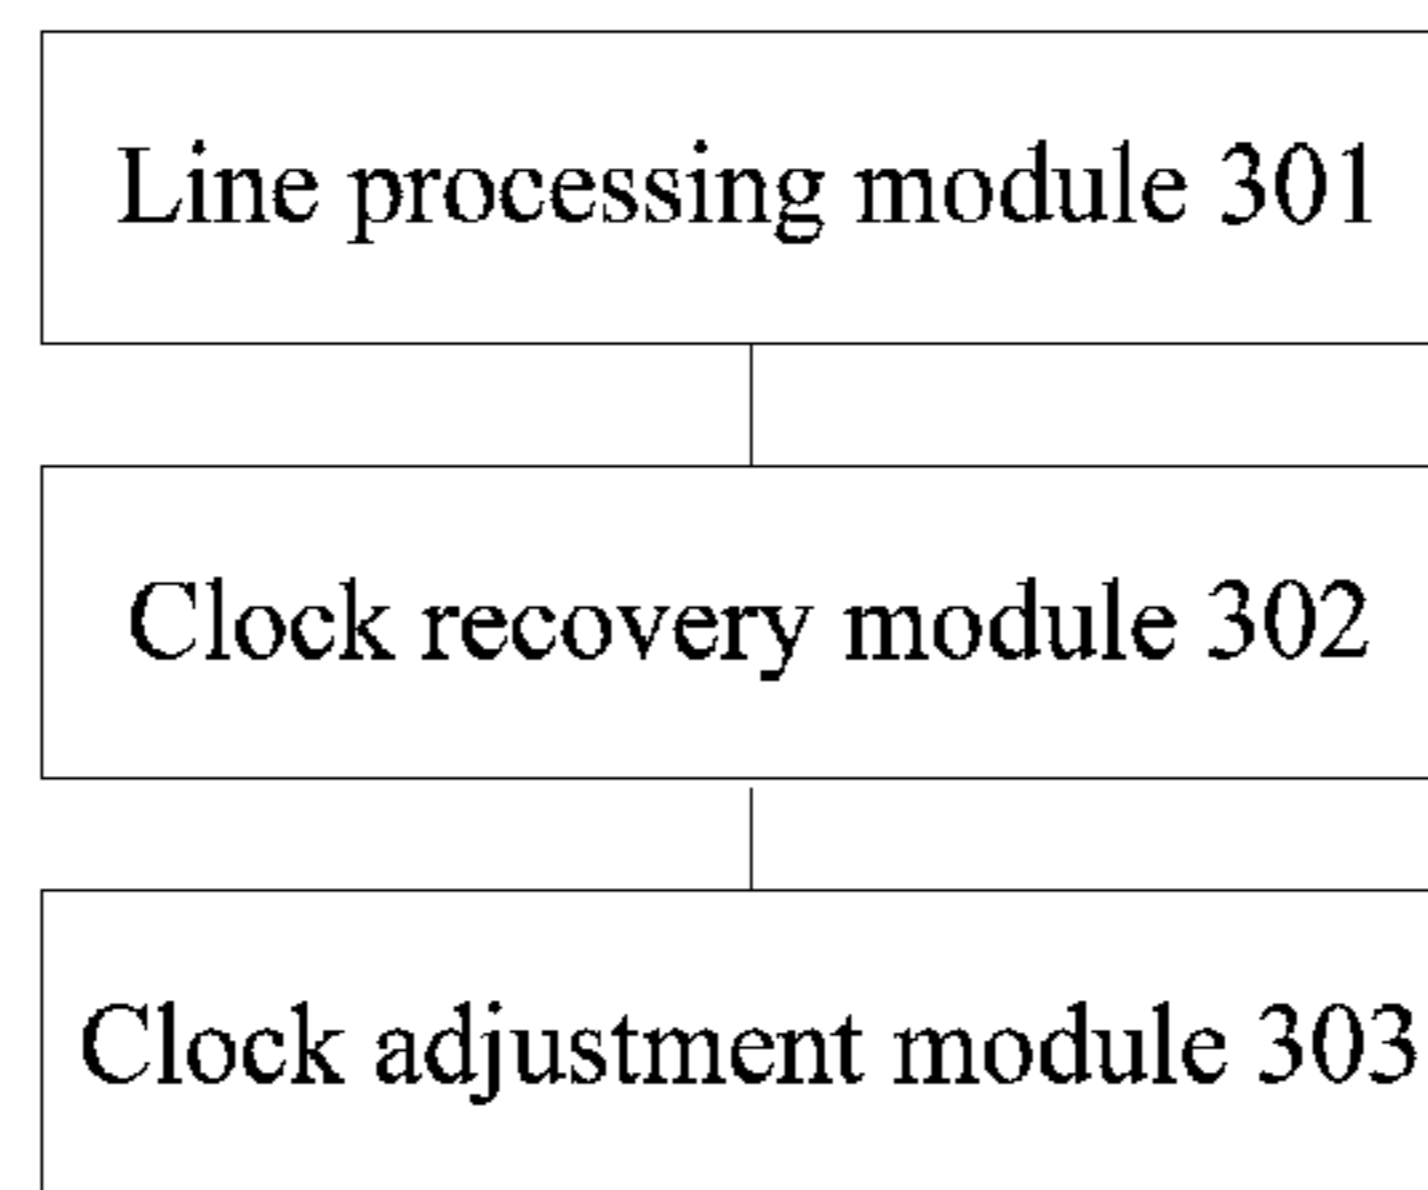 Line processing module 301
Clock recovery module 302
Clock adjustment module 303